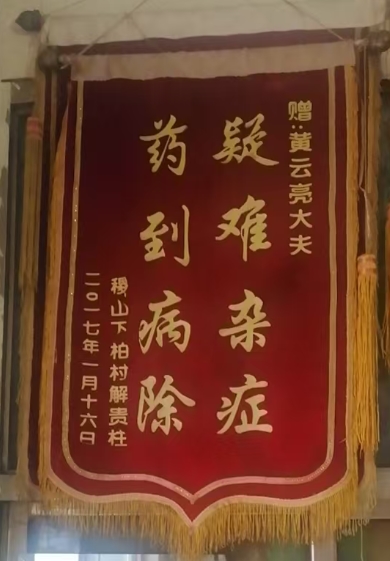 赠:黄云亮大夫
疑难杂症
药到病除
稷山下柏村解贵柱
二〇一七年一月十六日